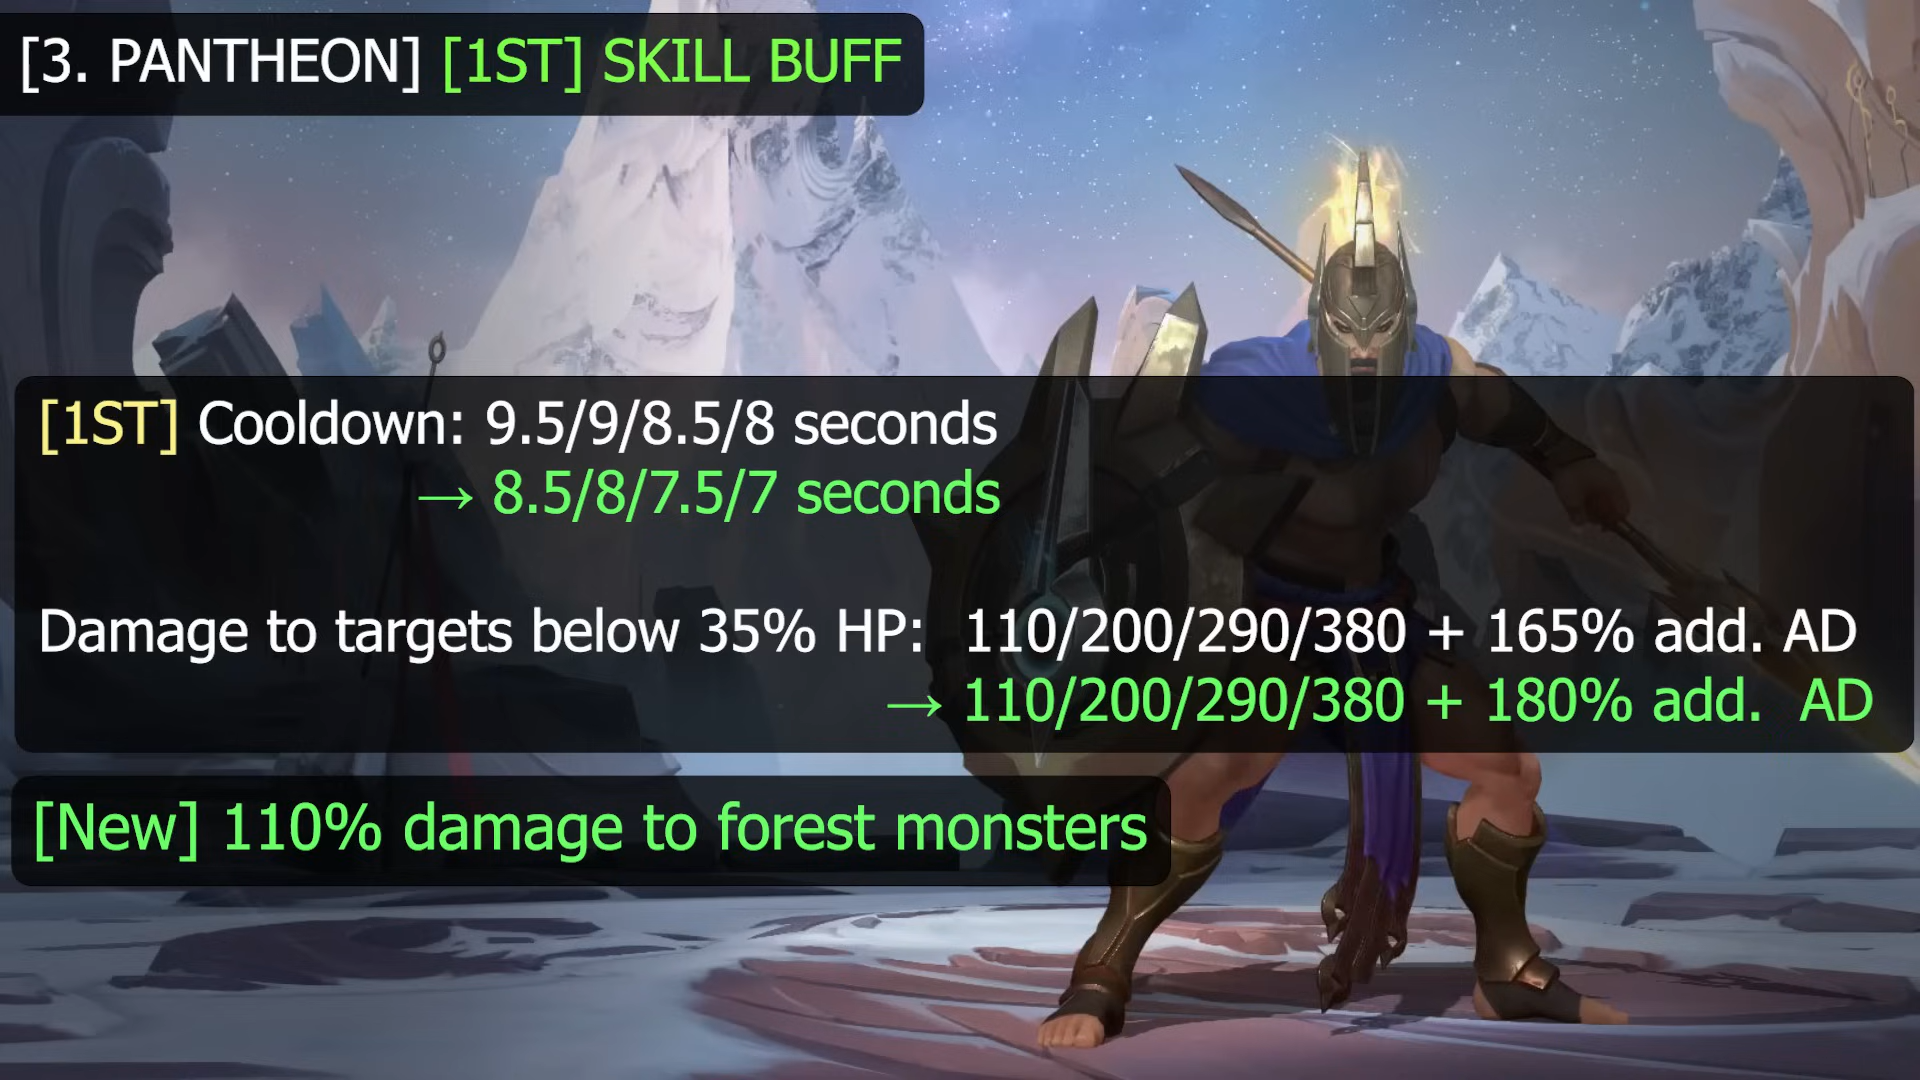 [3. PANTHEON] [1ST] SKILL BUFF
[1ST] Cooldown: 9.5/9/8.5/8 seconds
→ 8.5/8/7.5/7 seconds
Damage to targets below 35% HP: 110/200/290/380 + 165% add. AD
→ 110/200/290/380 + 180% add. AD
[New] 110% damage to forest monsters